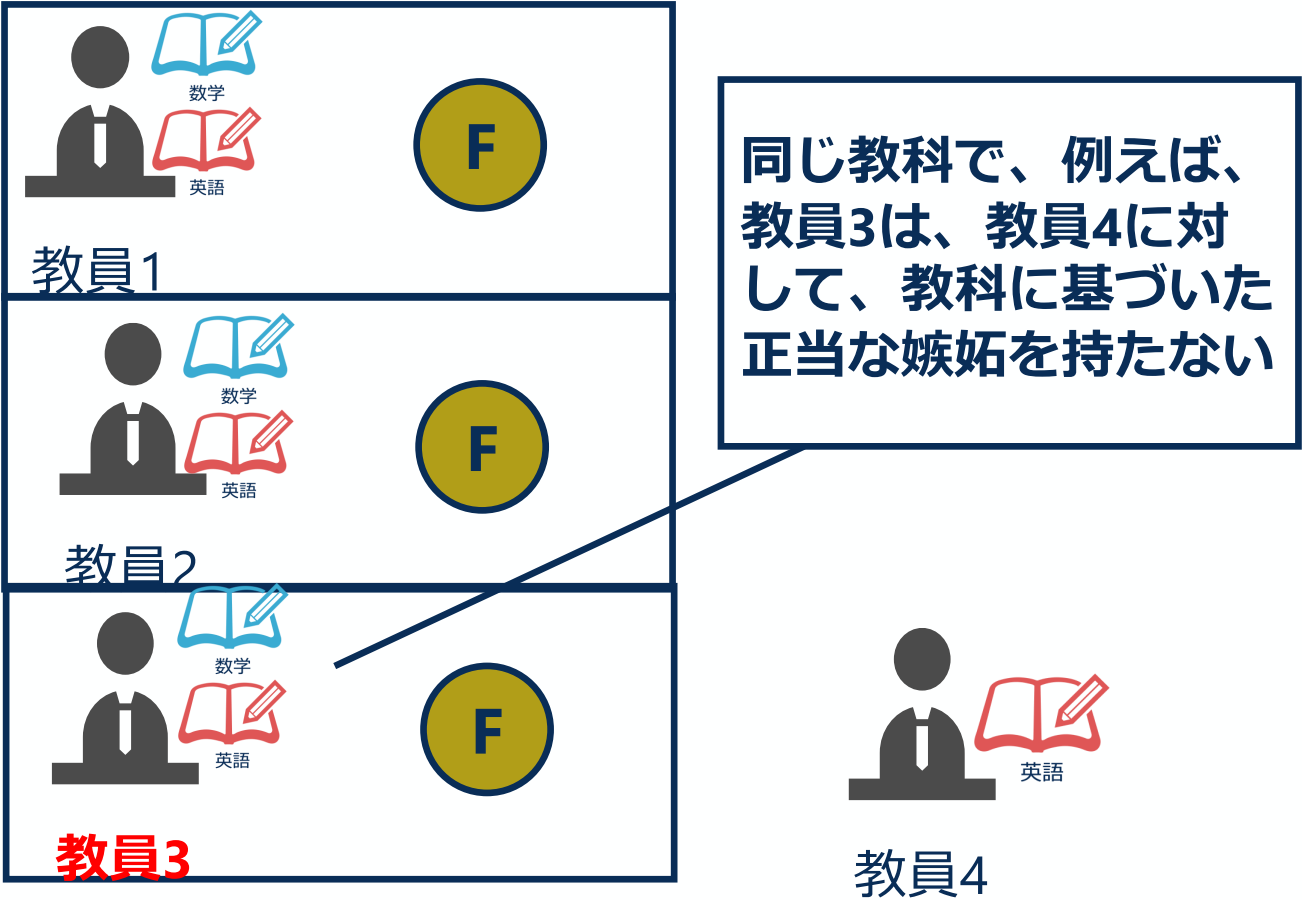 数学
英語
F
教員1
数学
英語
F
教員2
数学
英語
F
教員3
同じ教科で、例えば、
教員3は、教員4に対
して、教科に基づいた
正当な嫉妬を持たない
英語
教員4